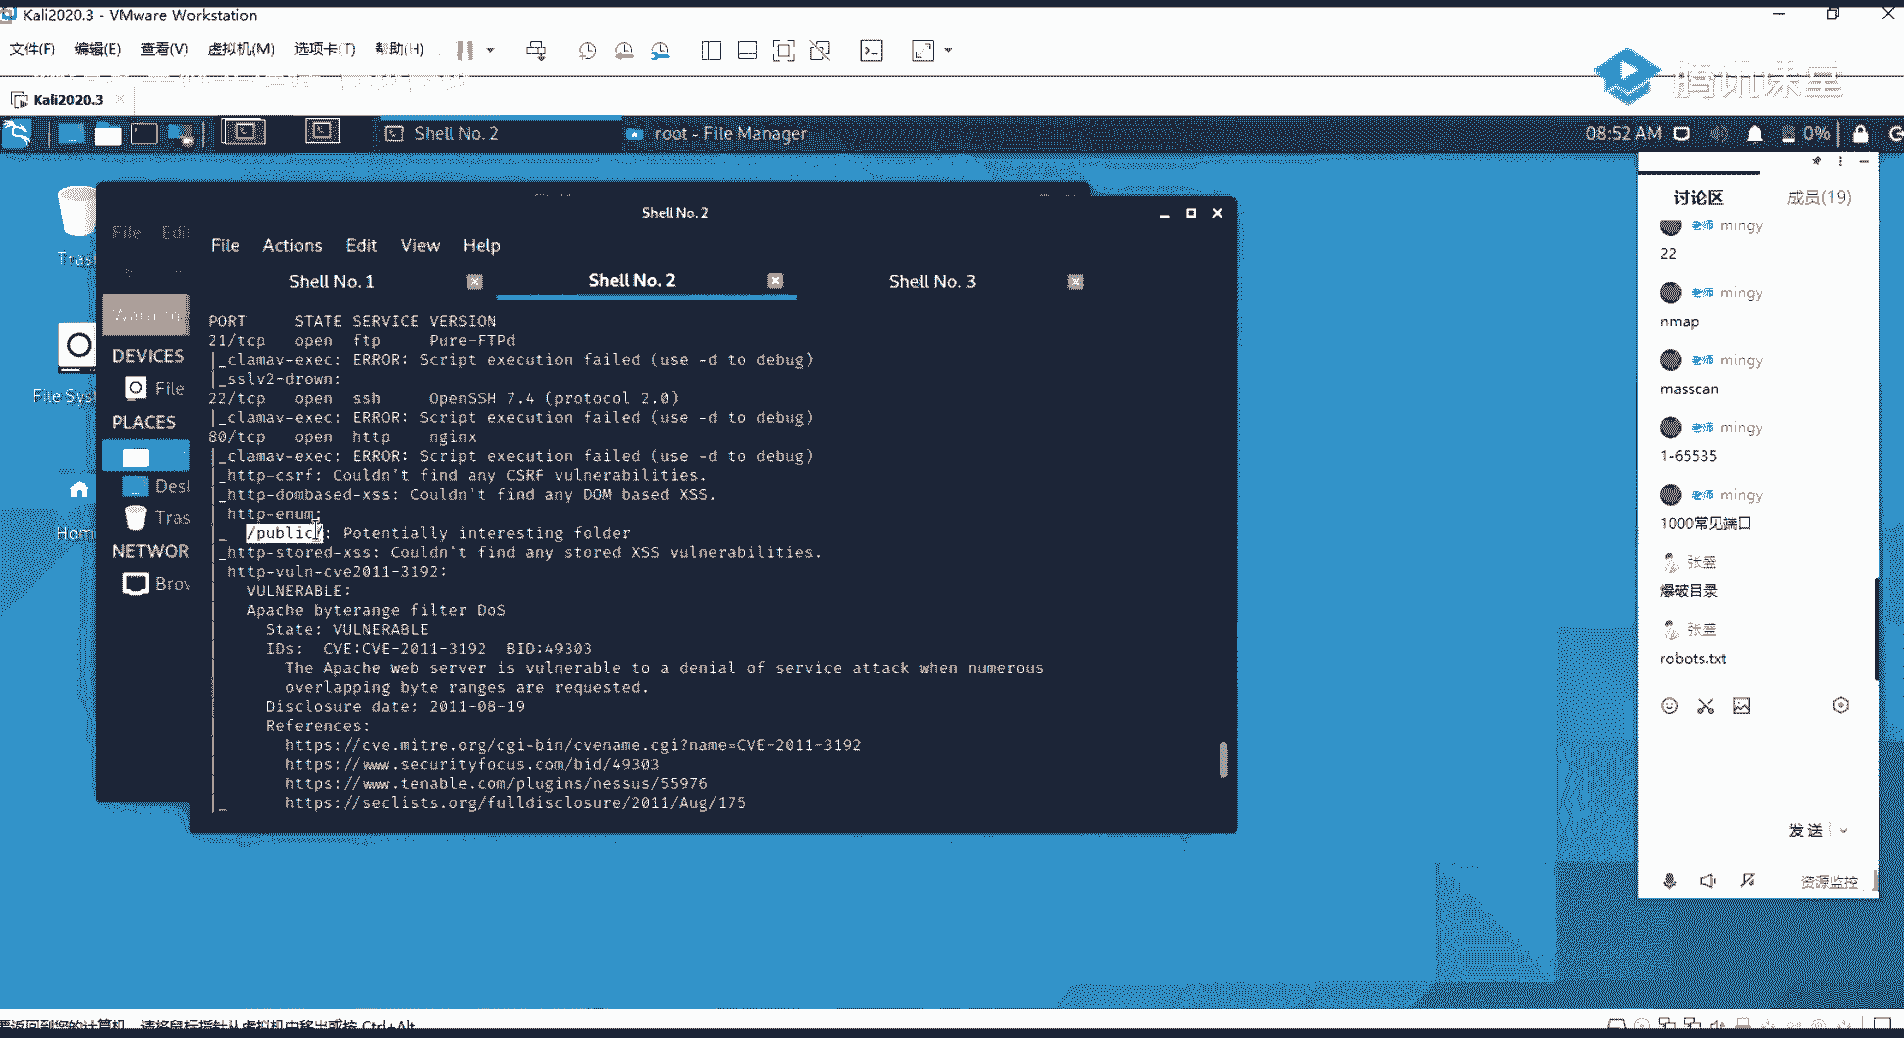 Kali2020.3 - VMware Workstation
文件(F) 编辑(E) 查看(V) 虚拟机(M) 选项卡(T) 帮助(H)
腾讯课堂
Kali2020.3
Shell No. 2
root - File Manager
08:52 AM
0%
Tras
File Sys
Hom
File Edi
DEVICES
File
PLACES
Desl
Tras
NETWOR
Brov
Shell No. 2
File Actions Edit View Help
Shell No. 1
Shell No. 2
Shell No. 3
PORT STATE SERVICE VERSION
21/tcp open ftp Pure-FTPd
|_clamav-exec: ERROR: Script execution failed (use -d to debug)
|_sslv2-drown:
22/tcp open ssh OpenSSH 7.4 (protocol 2.0)
|_clamav-exec: ERROR: Script execution failed (use -d to debug)
80/tcp open http nginx
|_clamav-exec: ERROR: Script execution failed (use -d to debug)
|_http-csrf: Couldn't find any CSRF vulnerabilities.
|_http-dombased-xss: Couldn't find any DOM based XSS.
| http-enum:
|_ /public/: Potentially interesting folder
|_http-stored-xss: Couldn't find any stored XSS vulnerabilities.
| http-vuln-cve2011-3192:
| VULNERABLE:
| Apache byterange filter DoS
| State: VULNERABLE
| IDs: CVE:CVE-2011-3192 BID:49303
| The Apache web server is vulnerable to a denial of service attack when numerous
| overlapping byte ranges are requested.
| Disclosure date: 2011-08-19
| References:
| https://cve.mitre.org/cgi-bin/cvename.cgi?name=CVE-2011-3192
| https://www.securityfocus.com/bid/49303
| https://www.tenable.com/plugins/nessus/55976
|_ https://seclists.org/fulldisclosure/2011/Aug/175
讨论区 成员(19)
老师 mingy
22
老师 mingy
nmap
老师 mingy
masscan
老师 mingy
1-65535
老师 mingy
1000常见端口
张盛
爆破目录
张盛
robots.txt
发送
资源监控
要返回到您的计算机，请将鼠标指针从虚拟机中移出或按 Ctrl+Alt